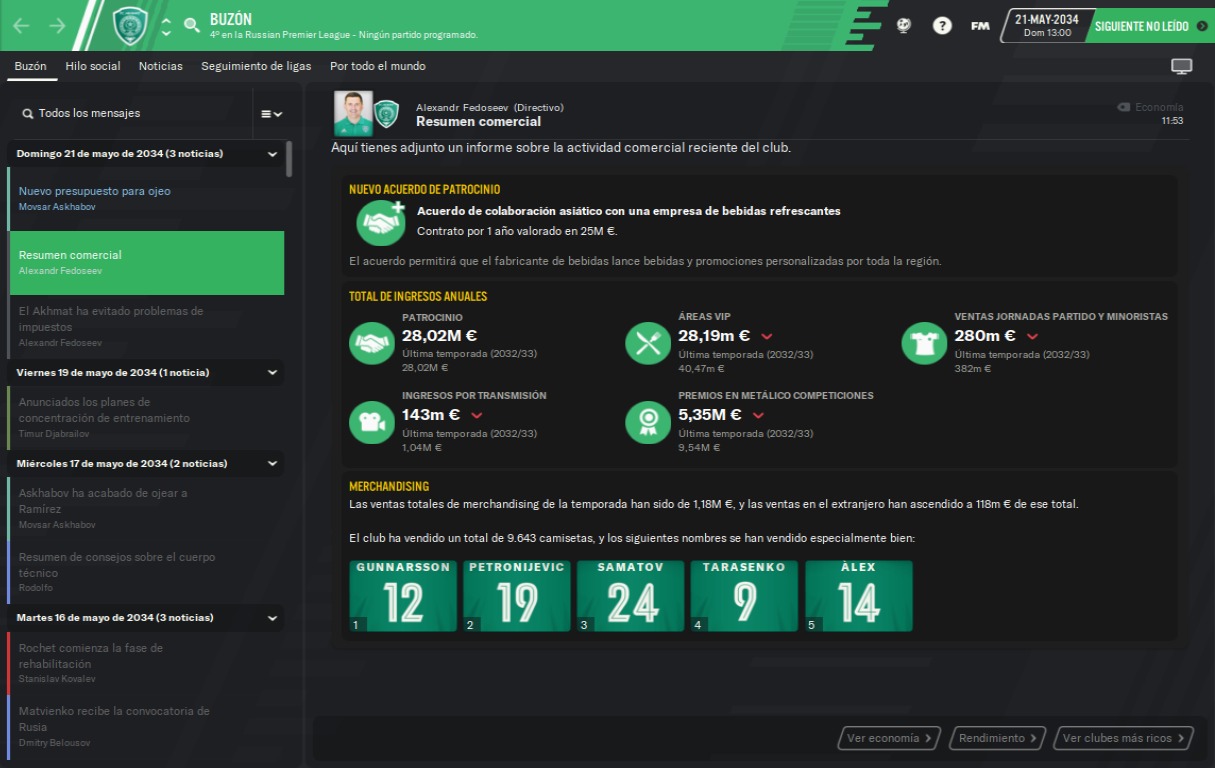 BUZÓN
4º en la Russian Premier League - Ningún partido programado.
?
FM
21-MAY-2034
Dom 13:00
SIGUIENTE NO LEÍDO
Buzón
Hilo social
Noticias
Seguimiento de ligas
Por todo el mundo
Todos los mensajes
Domingo 21 de mayo de 2034 (3 noticias)
Nuevo presupuesto para ojeo
Movsar Askhabov
Resumen comercial
Alexandr Fedoseev
El Akhmat ha evitado problemas de
impuestos
Alexandr Fedoseev
Viernes 19 de mayo de 2034 (1 noticia)
Anunciados los planes de
concentración de entrenamiento
Timur Djabrailov
Miércoles 17 de mayo de 2034 (2 noticias)
Askhabov ha acabado de ojear a
Ramírez
Movsar Askhabov
Resumen de consejos sobre el cuerpo
técnico
Rodolfo
Martes 16 de mayo de 2034 (3 noticias)
Rochet comienza la fase de
rehabilitación
Stanislav Kovalev
Matvienko recibe la convocatoria de
Rusia
Dmitry Belousov
Alexandr Fedoseev (Directivo)
Resumen comercial
Economía
11:53
Aquí tienes adjunto un informe sobre la actividad comercial reciente del club.
NUEVO ACUERDO DE PATROCINIO
Acuerdo de colaboración asiático con una empresa de bebidas refrescantes
Contrato por 1 año valorado en 25M €.
El acuerdo permitirá que el fabricante de bebidas lance bebidas y promociones personalizadas por toda la región.
TOTAL DE INGRESOS ANUALES
PATROCINIO
28,02M €
Última temporada (2032/33)
28,02M €
ÁREAS VIP
28,19m €
Última temporada (2032/33)
40,47m €
VENTAS JORNADAS PARTIDO Y MINORISTAS
280m €
Última temporada (2032/33)
382m €
INGRESOS POR TRANSMISIÓN
143m €
Última temporada (2032/33)
1,04M €
PREMIOS EN METÁLICO COMPETICIONES
5,35M €
Última temporada (2032/33)
9,54M €
MERCHANDISING
Las ventas totales de merchandising de la temporada han sido de 1,18M €, y las ventas en el extranjero han ascendido a 118m € de ese total.
El club ha vendido un total de 9.643 camisetas, y los siguientes nombres se han vendido especialmente bien:
GUNNARSSON
12
1
PETRONIJEVIC
19
2
SAMATOV
24
3
TARASENKO
9
4
ÀLEX
14
5
Ver economía
Rendimiento
Ver clubes más ricos